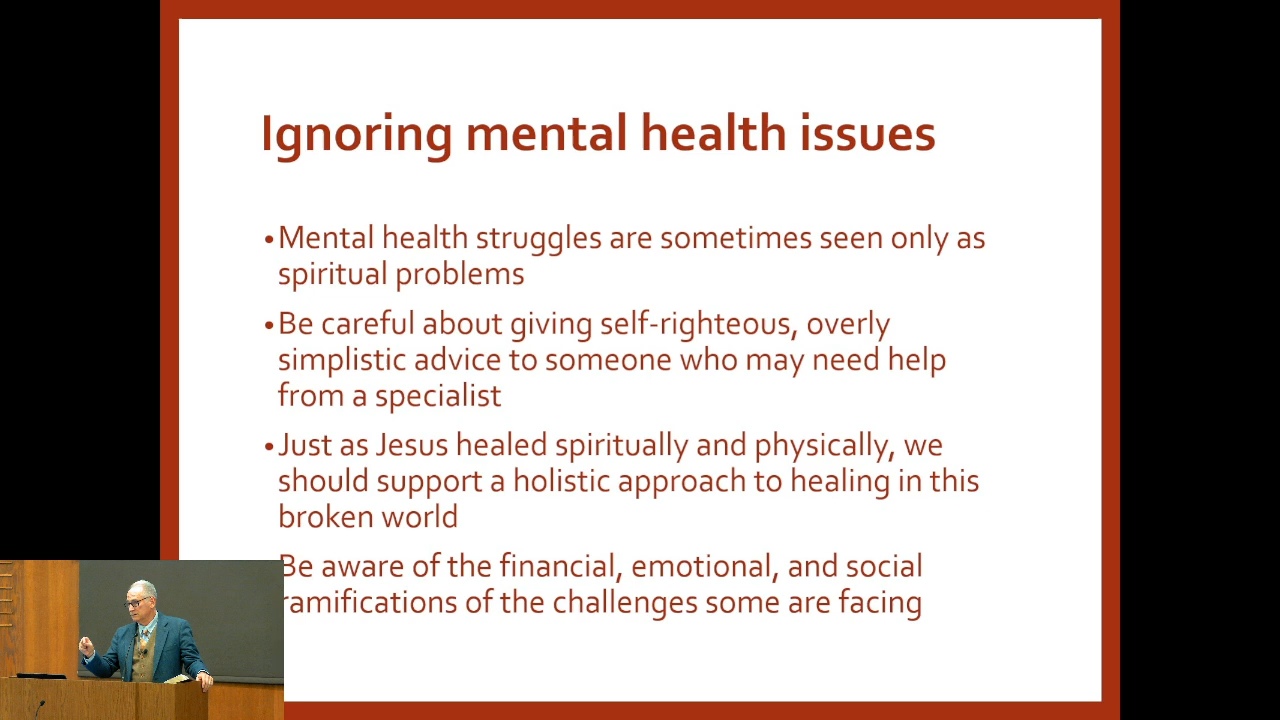 Ignoring mental health issues
•Mental health struggles are sometimes seen only as
spiritual problems
•Be careful about giving self-righteous, overly
simplistic advice to someone who may need help
from a specialist
•Just as Jesus healed spiritually and physically, we
should support a holistic approach to healing in this
broken world
Be aware of the financial, emotional, and social
ramifications of the challenges some are facing